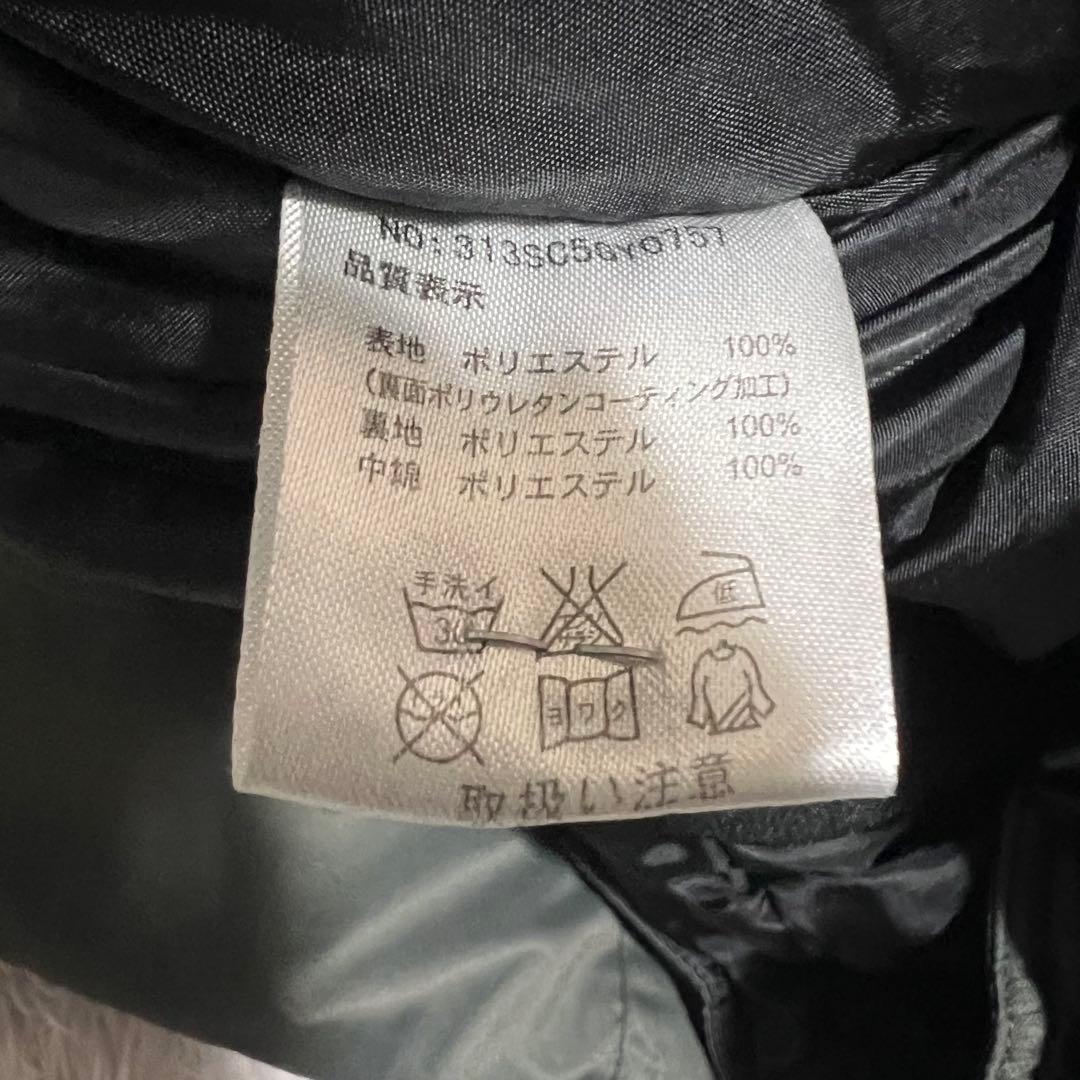 NO: 313SC5GY0757
品質表示
表地 ポリエステル 100%
(裏面ポリウレタンコーティング加工)
裏地 ポリエステル 100%
中綿 ポリエステル 100%
手洗イ
30
低
ヨワク
取扱い注意